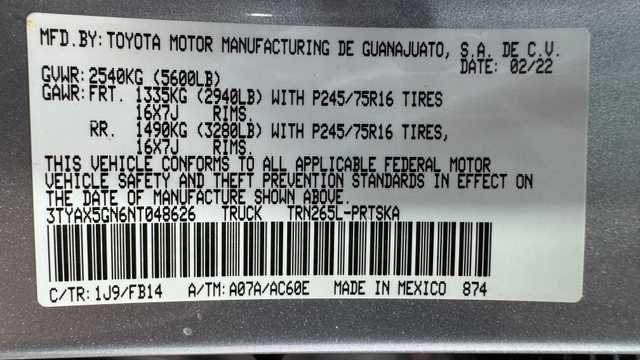 MFD.BY: TOYOTA MOTOR MANUFACTURING DE GUANAJUATO, S.A. DE C.V.
DATE: 02/22
GVWR: 2540KG (5600LB)
GAWR: FRT. 1335KG (2940LB) WITH P245/75R16 TIRES
16X7J RIMS.
RR. 1490KG (3280LB) WITH P245/75R16 TIRES,
16X7J RIMS.
THIS VEHICLE CONFORMS TO ALL APPLICABLE FEDERAL MOTOR
VEHICLE SAFETY AND THEFT PREVENTION STANDARDS IN EFFECT ON
THE DATE OF MANUFACTURE SHOWN ABOVE.
3TYAX5GN6NT048626 TRUCK TRN265L-PRTSKA
C/TR: 1J9/FB14 A/TM: A07A/AC60E MADE IN MEXICO 874